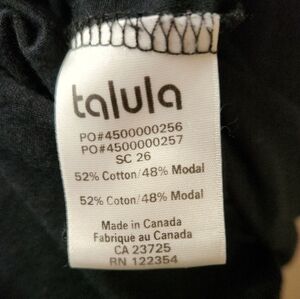 talula
PO#4500000256
PO#4500000257
SC 26
52% Cotton/48% Modal
52% Coton/48% Modal
Made in Canada
Fabrique au Canada
CA 23725
RN 122354